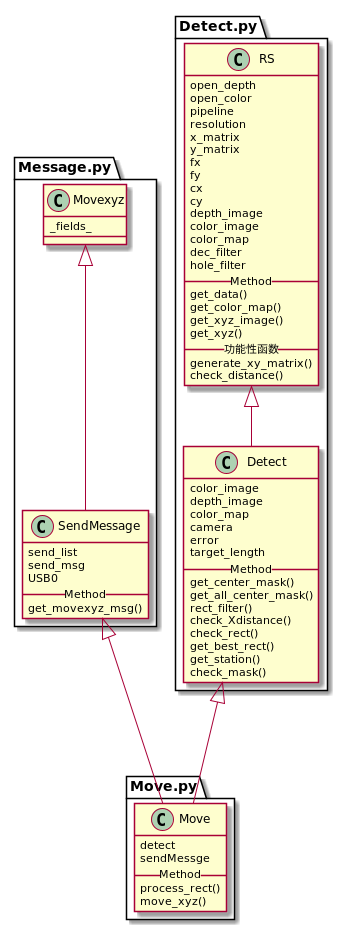 Detect.py
C RS
open_depth
open_color
pipeline
resolution
x_matrix
y_matrix
fx
fy
cx
cy
depth_image
color_image
color_map
dec_filter
hole_filter
Method
get_data()
get_color_map()
get_xyz_image()
get_xyz()
功能性函数
generate_xy_matrix()
check_distance()
C Detect
color_image
depth_image
color_map
camera
error
target_length
Method
get_center_mask()
get_all_center_mask()
rect_filter()
check_Xdistance()
check_rect()
get_best_rect()
get_station()
check_mask()
Message.py
C Movexyz
_fields_
C SendMessage
send_list
send_msg
USB0
Method
get_movexyz_msg()
Move.py
C Move
detect
sendMessge
Method
process_rect()
move_xyz()